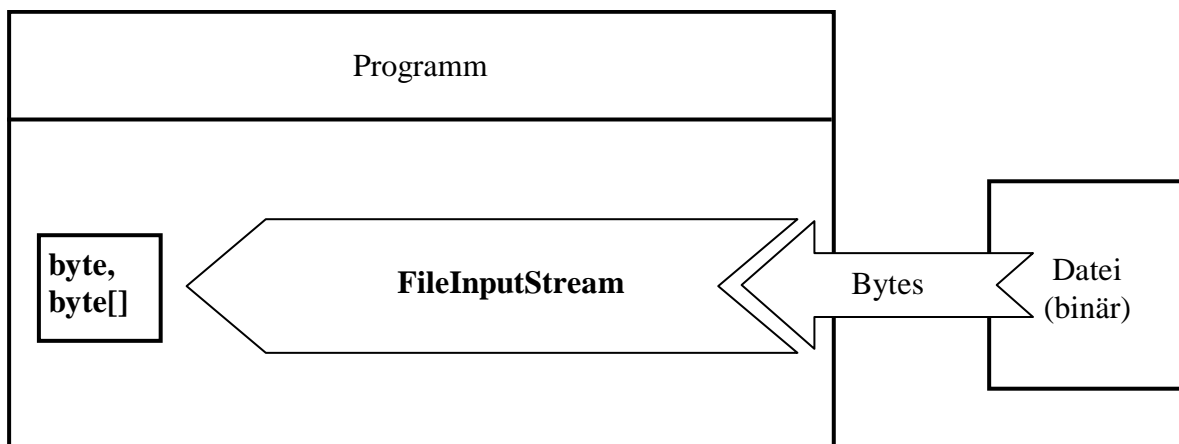 Programm
byte,
byte[]
FileInputStream
Bytes
Datei
(binär)